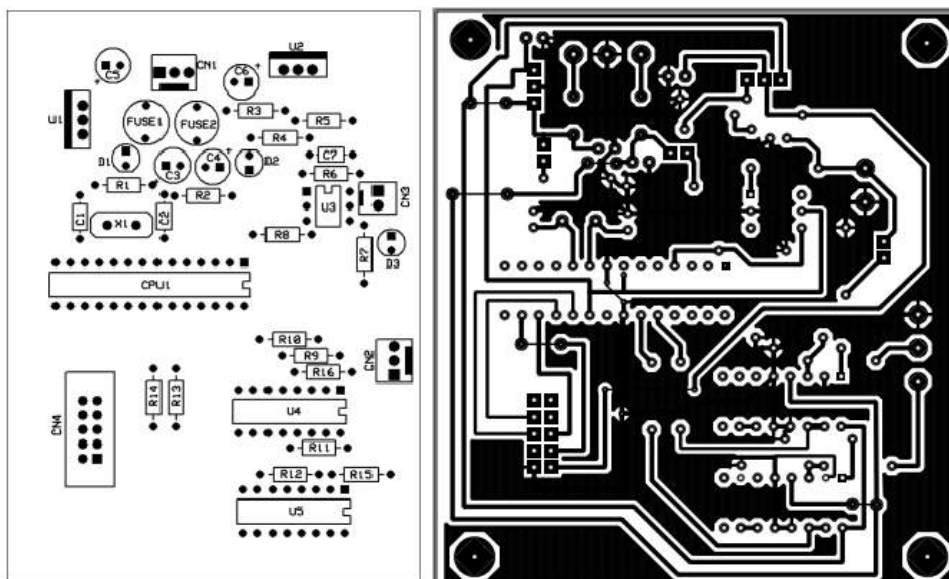 U2
C5
CN1
C6
U1
FUSE1
FUSE2
R3
R5
R4
D1
C3
C4
D2
C7
R6
R1
R2
U3
CN3
C1
X1
C2
R8
R7
D3
CPU1
R10
R9
CN2
R16
CN4
R14
R13
U4
R11
R12
R15
U5